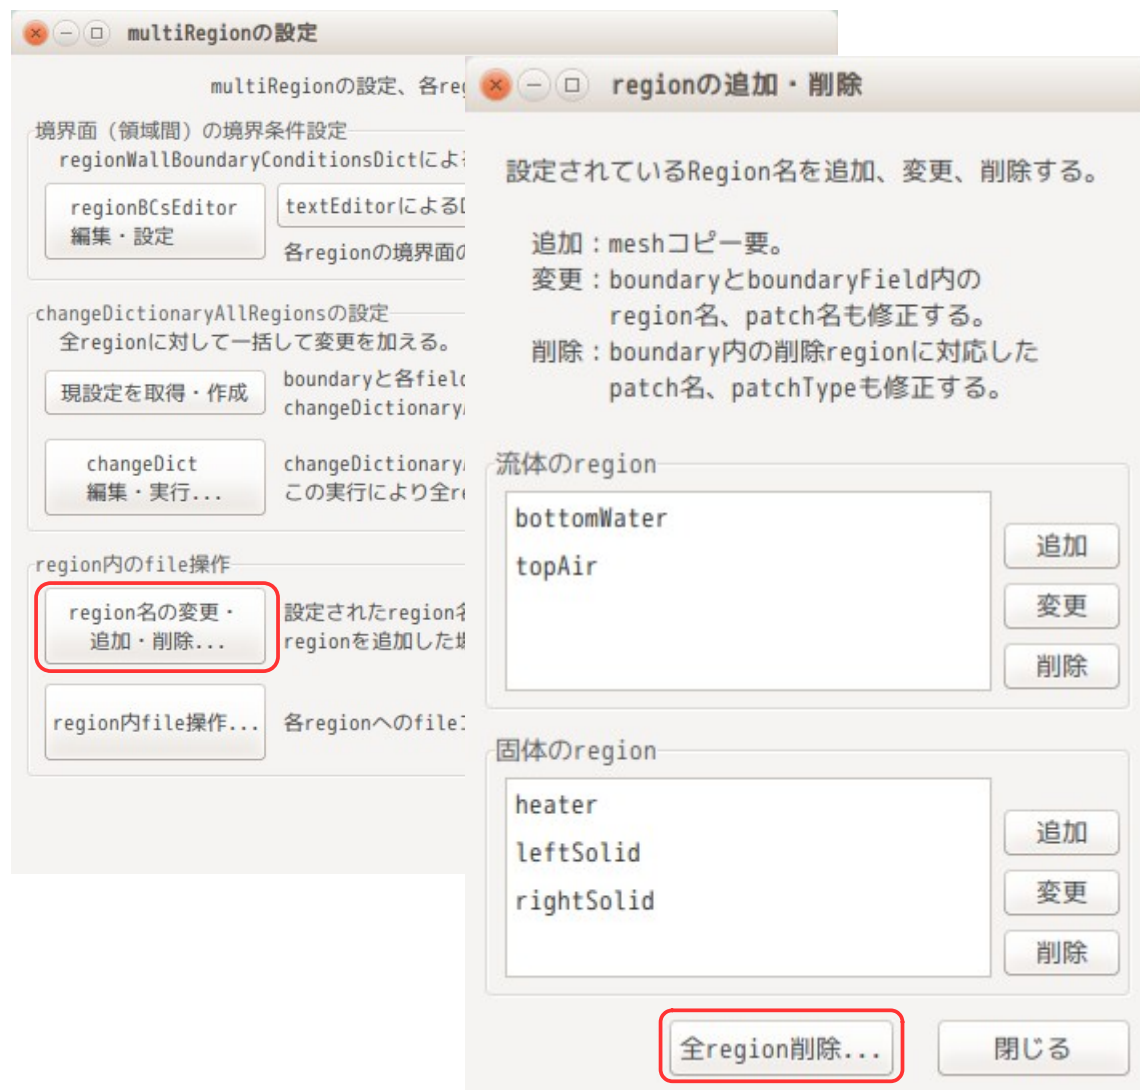 multiRegionの設定
multiRegionの設定、各re
境界面（領域間）の境界条件設定
regionWallBoundaryConditionsDictによ
regionBCsEditor
編集・設定
textEditorによる
各regionの境界面の
changeDictionaryAllRegionsの設定
全regionに対して一括して変更を加える。
現設定を取得・作成
boundaryと各field
changeDictionary
changeDict
編集・実行...
changeDictionary
この実行により全r
region内のfile操作
region名の変更・
追加・削除...
設定されたregion名
regionを追加した
region内file操作...
各regionへのfile
regionの追加・削除
設定されているRegion名を追加、変更、削除する。
追加：meshコピー要。
変更：boundaryとboundaryField内の
region名、patch名も修正する。
削除：boundary内の削除regionに対応した
patch名、patchTypeも修正する。
流体のregion
bottomWater
topAir
追加
変更
削除
固体のregion
heater
leftSolid
rightSolid
追加
変更
削除
全region削除...
閉じる